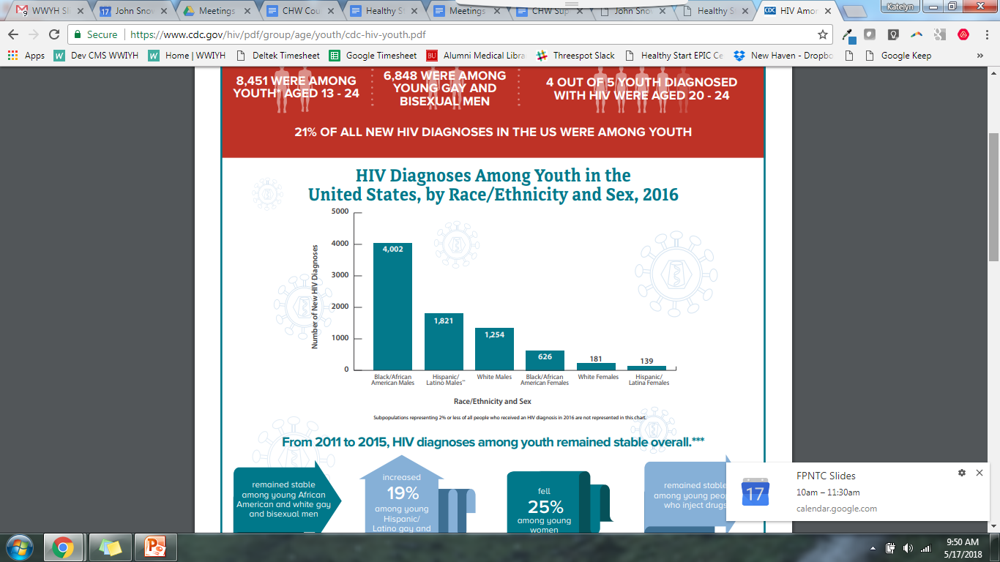 WWYH Sl
John Snow
Meetings
CHW Cou
Healthy St
Meetings
CHW Sup
John Snow
Healthy S
CDC HIV Amon
Katelyn
Secure https://www.cdc.gov/hiv/pdf/group/age/youth/cdc-hiv-youth.pdf
Apps Dev CMS WWIYH Home | WWIYH Deltek Timesheet Google Timesheet BU Alumni Medical Libra Threespot Slack Healthy Start EPIC Ce New Haven - Dropbo Google Keep »
8,451 WERE AMONG
YOUTH* AGED 13 - 24
6,848 WERE AMONG
YOUNG GAY AND
BISEXUAL MEN
4 OUT OF 5 YOUTH DIAGNOSED
WITH HIV WERE AGED 20 - 24
21% OF ALL NEW HIV DIAGNOSES IN THE US WERE AMONG YOUTH
HIV Diagnoses Among Youth in the
United States, by Race/Ethnicity and Sex, 2016
Number of New HIV Diagnoses
5000
4000
3000
2000
1000
0
4,002
1,821
1,254
626
181
139
Black/African
American Males
Hispanic/
Latino Males**
White Males
Black/African
American Females
White Females
Hispanic/
Latina Females
Race/Ethnicity and Sex
Subpopulations representing 2% or less of all people who received an HIV diagnosis in 2016 are not represented in this chart.
From 2011 to 2015, HIV diagnoses among youth remained stable overall.***
remained stable
among young African
American and white gay
and bisexual men
increased
19%
among young
Hispanic/
Latino gay and
fell
25%
among young
women
remained stable
among young peop
who inject drugs
17
FPNTC Slides
10am – 11:30am
calendar.google.com
9:50 AM
5/17/2018